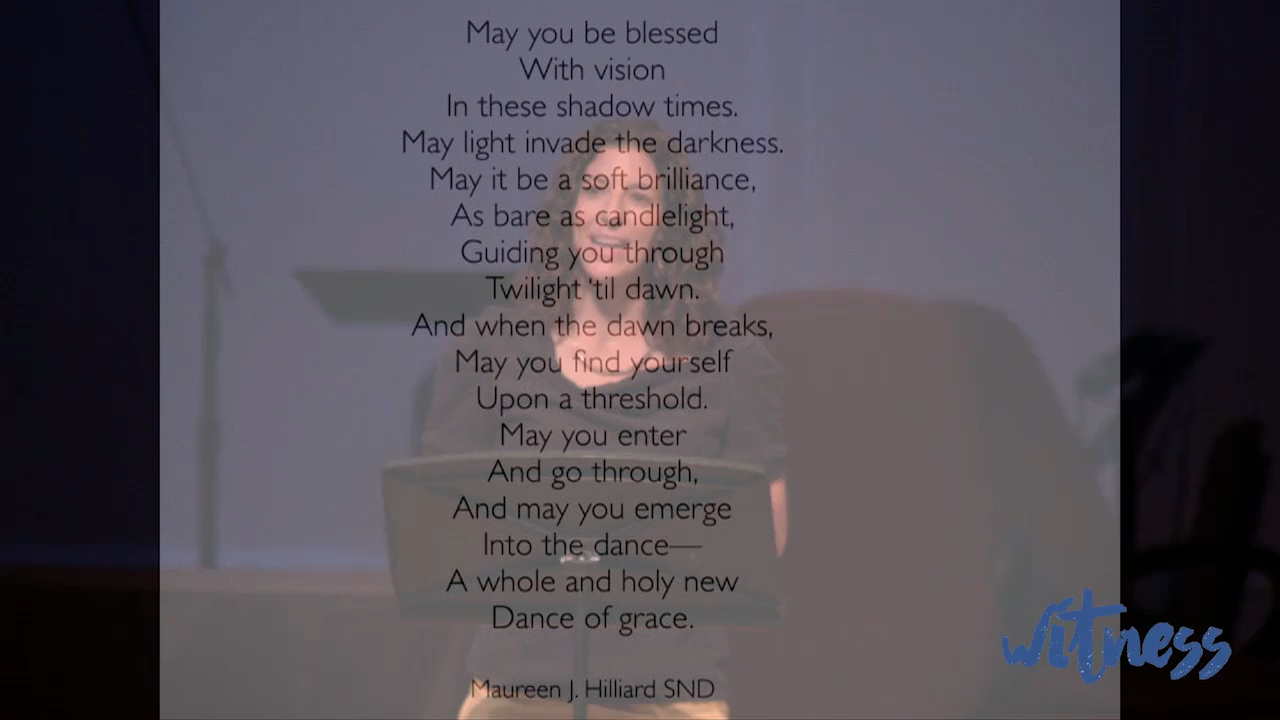 May you be blessed
With vision
In these shadow times.
May light invade the darkness.
May it be a soft brilliance,
As bare as candlelight,
Guiding you through
Twilight ‘til dawn.
And when the dawn breaks,
May you find yourself
Upon a threshold.
May you enter
And go through,
And may you emerge
Into the dance—
A whole and holy new
Dance of grace.
Maureen J. Hilliard SND
witness